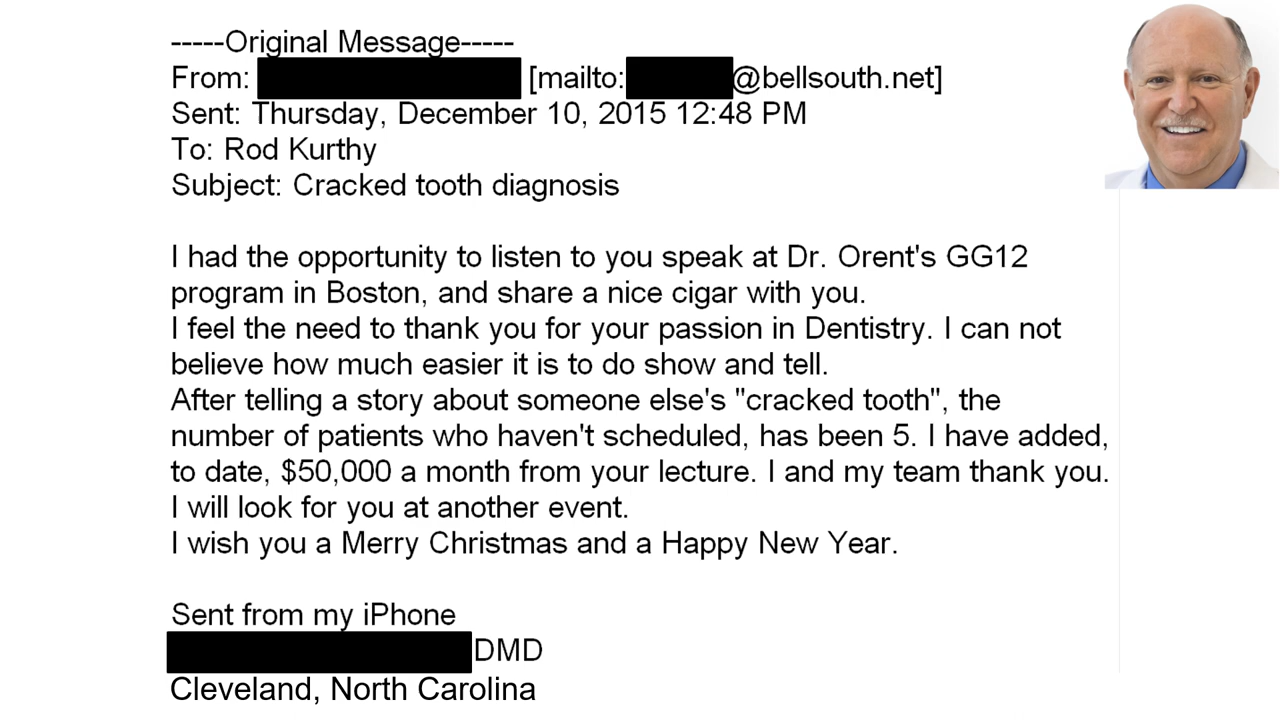 -----Original Message-----
From: [mailto: @bellsouth.net]
Sent: Thursday, December 10, 2015 12:48 PM
To: Rod Kurthy
Subject: Cracked tooth diagnosis
I had the opportunity to listen to you speak at Dr. Orent's GG12
program in Boston, and share a nice cigar with you.
I feel the need to thank you for your passion in Dentistry. I can not
believe how much easier it is to do show and tell.
After telling a story about someone else's "cracked tooth", the
number of patients who haven't scheduled, has been 5. I have added,
to date, $50,000 a month from your lecture. I and my team thank you.
I will look for you at another event.
I wish you a Merry Christmas and a Happy New Year.
Sent from my iPhone
DMD
Cleveland, North Carolina